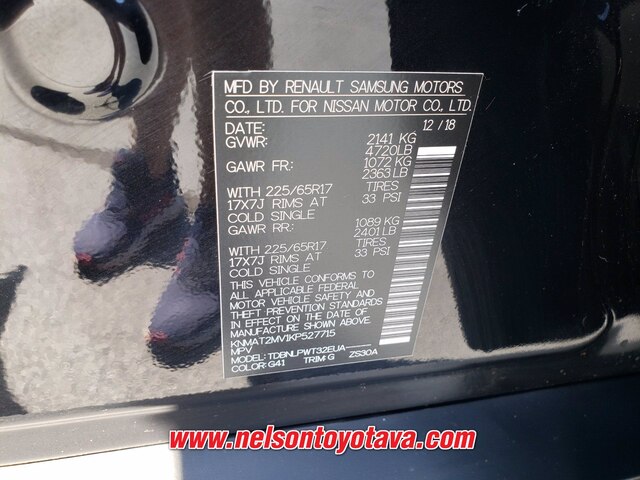 MFD BY RENAULT SAMSUNG MOTORS
CO., LTD. FOR NISSAN MOTOR CO., LTD.
DATE: 12/18
GVWR: 2141 KG
4720LB
GAWR FR: 1072 KG
2363 LB
WITH 225/65R17 TIRES
17X7J RIMS AT 33 PSI
COLD SINGLE
GAWR RR: 1089 KG
2401 LB
WITH 225/65R17 TIRES
17X7J RIMS AT 33 PSI
COLD SINGLE
THIS VEHICLE CONFORMS TO
ALL APPLICABLE FEDERAL
MOTOR VEHICLE SAFETY AND
THEFT PREVENTION STANDARDS
IN EFFECT ON THE DATE OF
MANUFACTURE SHOWN ABOVE.
KNMAT2MV1KP527715
MPV
MODEL: TDBNLPWT32EUA-----
COLOR: G41 TRIM: G ZS30A
www.nelsontoyotava.com